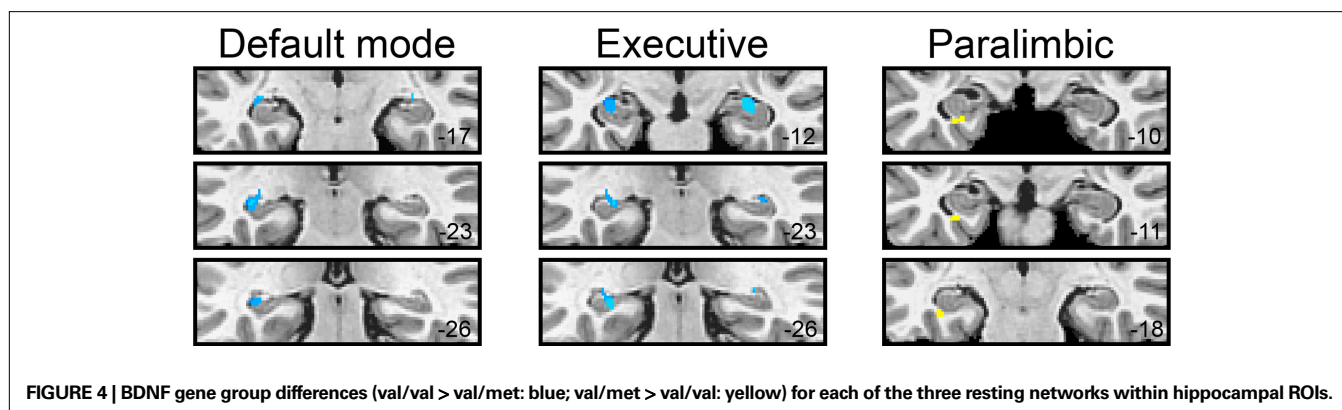 Default mode Executive Paralimbic
-17 -12 -10
-23 -23 -11
-26 -26 -18
FIGURE 4 | BDNF gene group differences (val/val > val/met: blue; val/met > val/val: yellow) for each of the three resting networks within hippocampal ROIs.